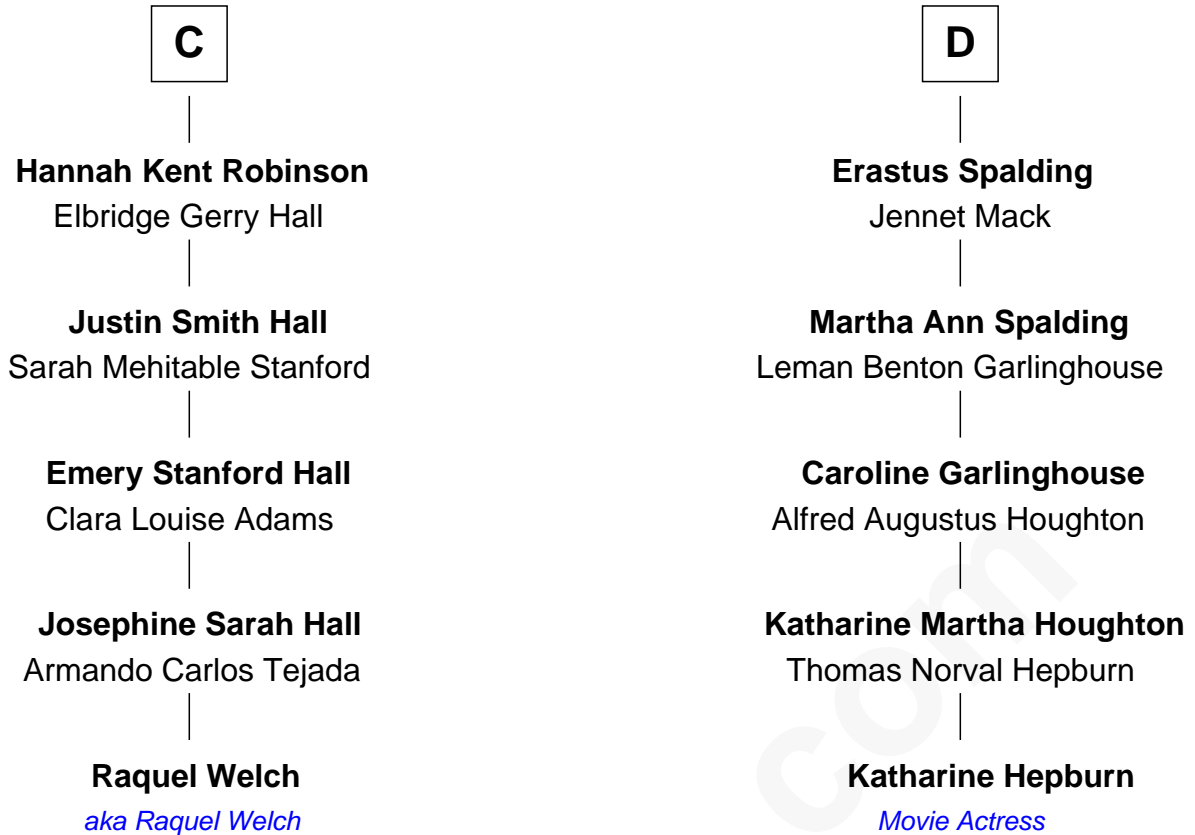 C
Hannah Kent Robinson
Elbridge Gerry Hall
Justin Smith Hall
Sarah Mehitable Stanford
Emery Stanford Hall
Clara Louise Adams
Josephine Sarah Hall
Armando Carlos Tejada
Raquel Welch
aka Raquel Welch
D
Erastus Spalding
Jennet Mack
Martha Ann Spalding
Leman Benton Garlinghouse
Caroline Garlinghouse
Alfred Augustus Houghton
Katharine Martha Houghton
Thomas Norval Hepburn
Katharine Hepburn
Movie Actress
com